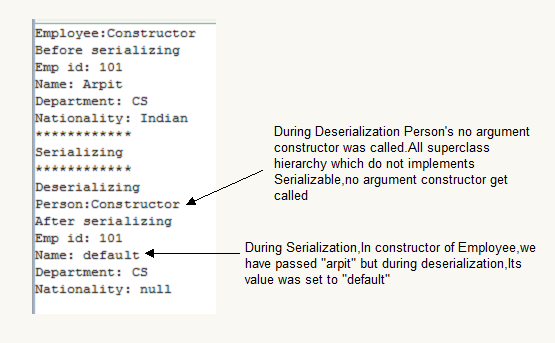 Employee:Constructor
Before serializing
Emp id: 101
Name: Arpit
Department: CS
Nationality: Indian
************
Serializing
************
Deserializing
Person:Constructor
After serializing
Emp id: 101
Name: default
Department: CS
Nationality: null
During Deserialization Person's no argument
constructor was called.All superclass
hierarchy which do not implements
Serializable,no argument constructor get
called
During Serialization,In constructor of Employee,we
have passed "arpit" but during deserialization,Its
value was set to "default"